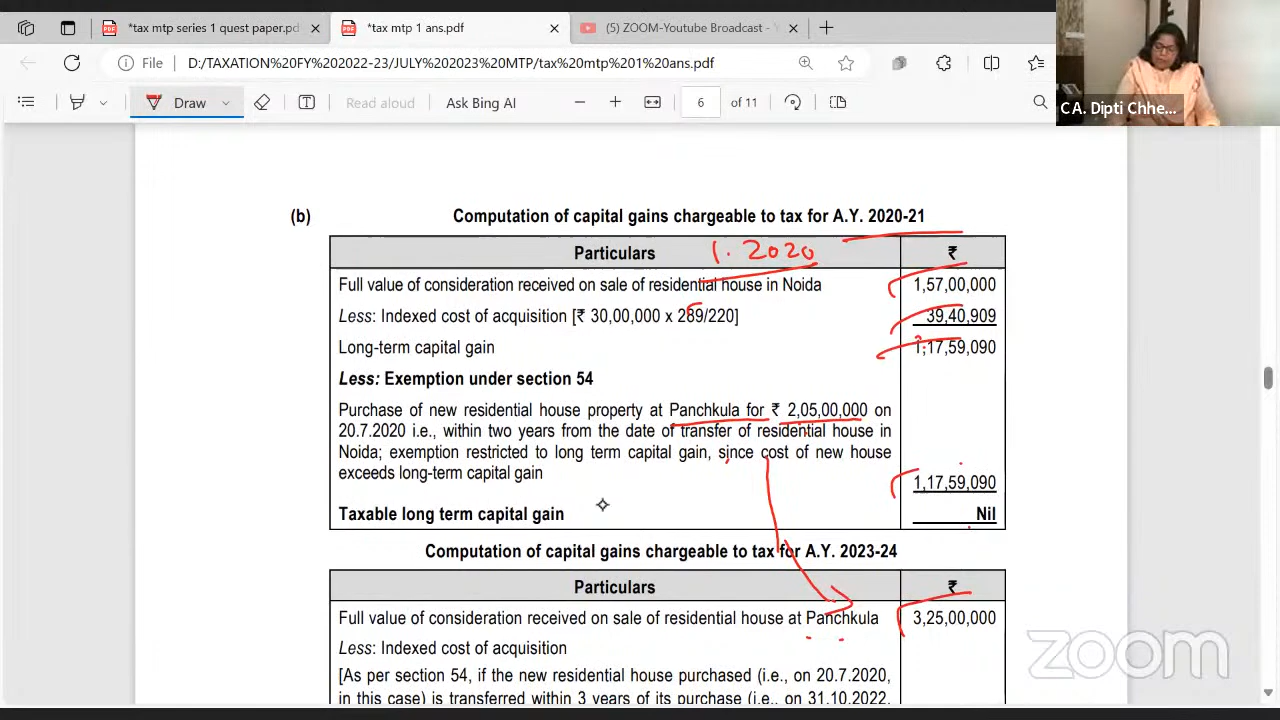 *tax mtp series 1 quest paper.pd
*tax mtp 1 ans.pdf
(5) ZOOM-Youtube Broadcast - Y
File
D:/TAXATION%20FY%202022-23/JULY%202023%20MTP/tax%20mtp%201%20ans.pdf
Draw
Read aloud
Ask Bing AI
6
of 11
C A. Dipti Chhe...
(b)
Computation of capital gains chargeable to tax for A.Y. 2020-21
Particulars
1. 2020
₹
Full value of consideration received on sale of residential house in Noida
1,57,00,000
Less: Indexed cost of acquisition [₹ 30,00,000 x 289/220]
39,40,909
Long-term capital gain
1,17,59,090
Less: Exemption under section 54
Purchase of new residential house property at Panchkula for ₹ 2,05,00,000 on
20.7.2020 i.e., within two years from the date of transfer of residential house in
Noida; exemption restricted to long term capital gain, since cost of new house
exceeds long-term capital gain
1,17,59,090
Taxable long term capital gain
Nil
Computation of capital gains chargeable to tax for A.Y. 2023-24
Particulars
₹
Full value of consideration received on sale of residential house at Panchkula
3,25,00,000
Less: Indexed cost of acquisition
[As per section 54, if the new residential house purchased (i.e., on 20.7.2020,
in this case) is transferred within 3 years of its purchase (i.e., on 31.10.2022,
zoom